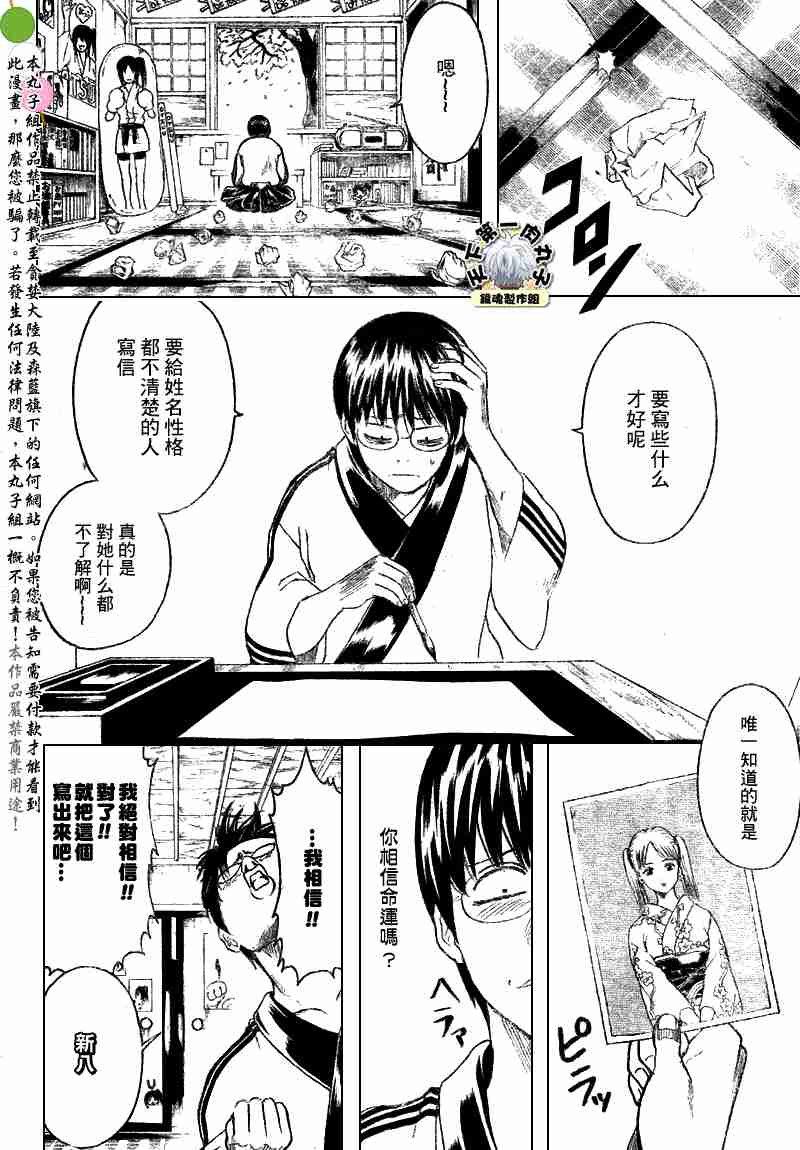 コロン
嗯~~
天下第一肉丸子
銀魂製作組
要寫些什么
才好呢
要給姓名性格
都不清楚的人
寫信
真的是
對她什么都
不了解啊~~
唯一知道的就是
ピラッ
你相信命運嗎？
ヘラァ
…我相信!!
我絕對相信!!
對了!!
就把這個
寫出來吧…
新八
本丸子組作品禁止轉載至貪婪大陸及森藍旗下的任何網站。如果您被告知需要付款才能看到
此漫畫，那麼您被騙了。若發生任何法律問題，本丸子組一概不負責！本作品嚴禁商業用途！